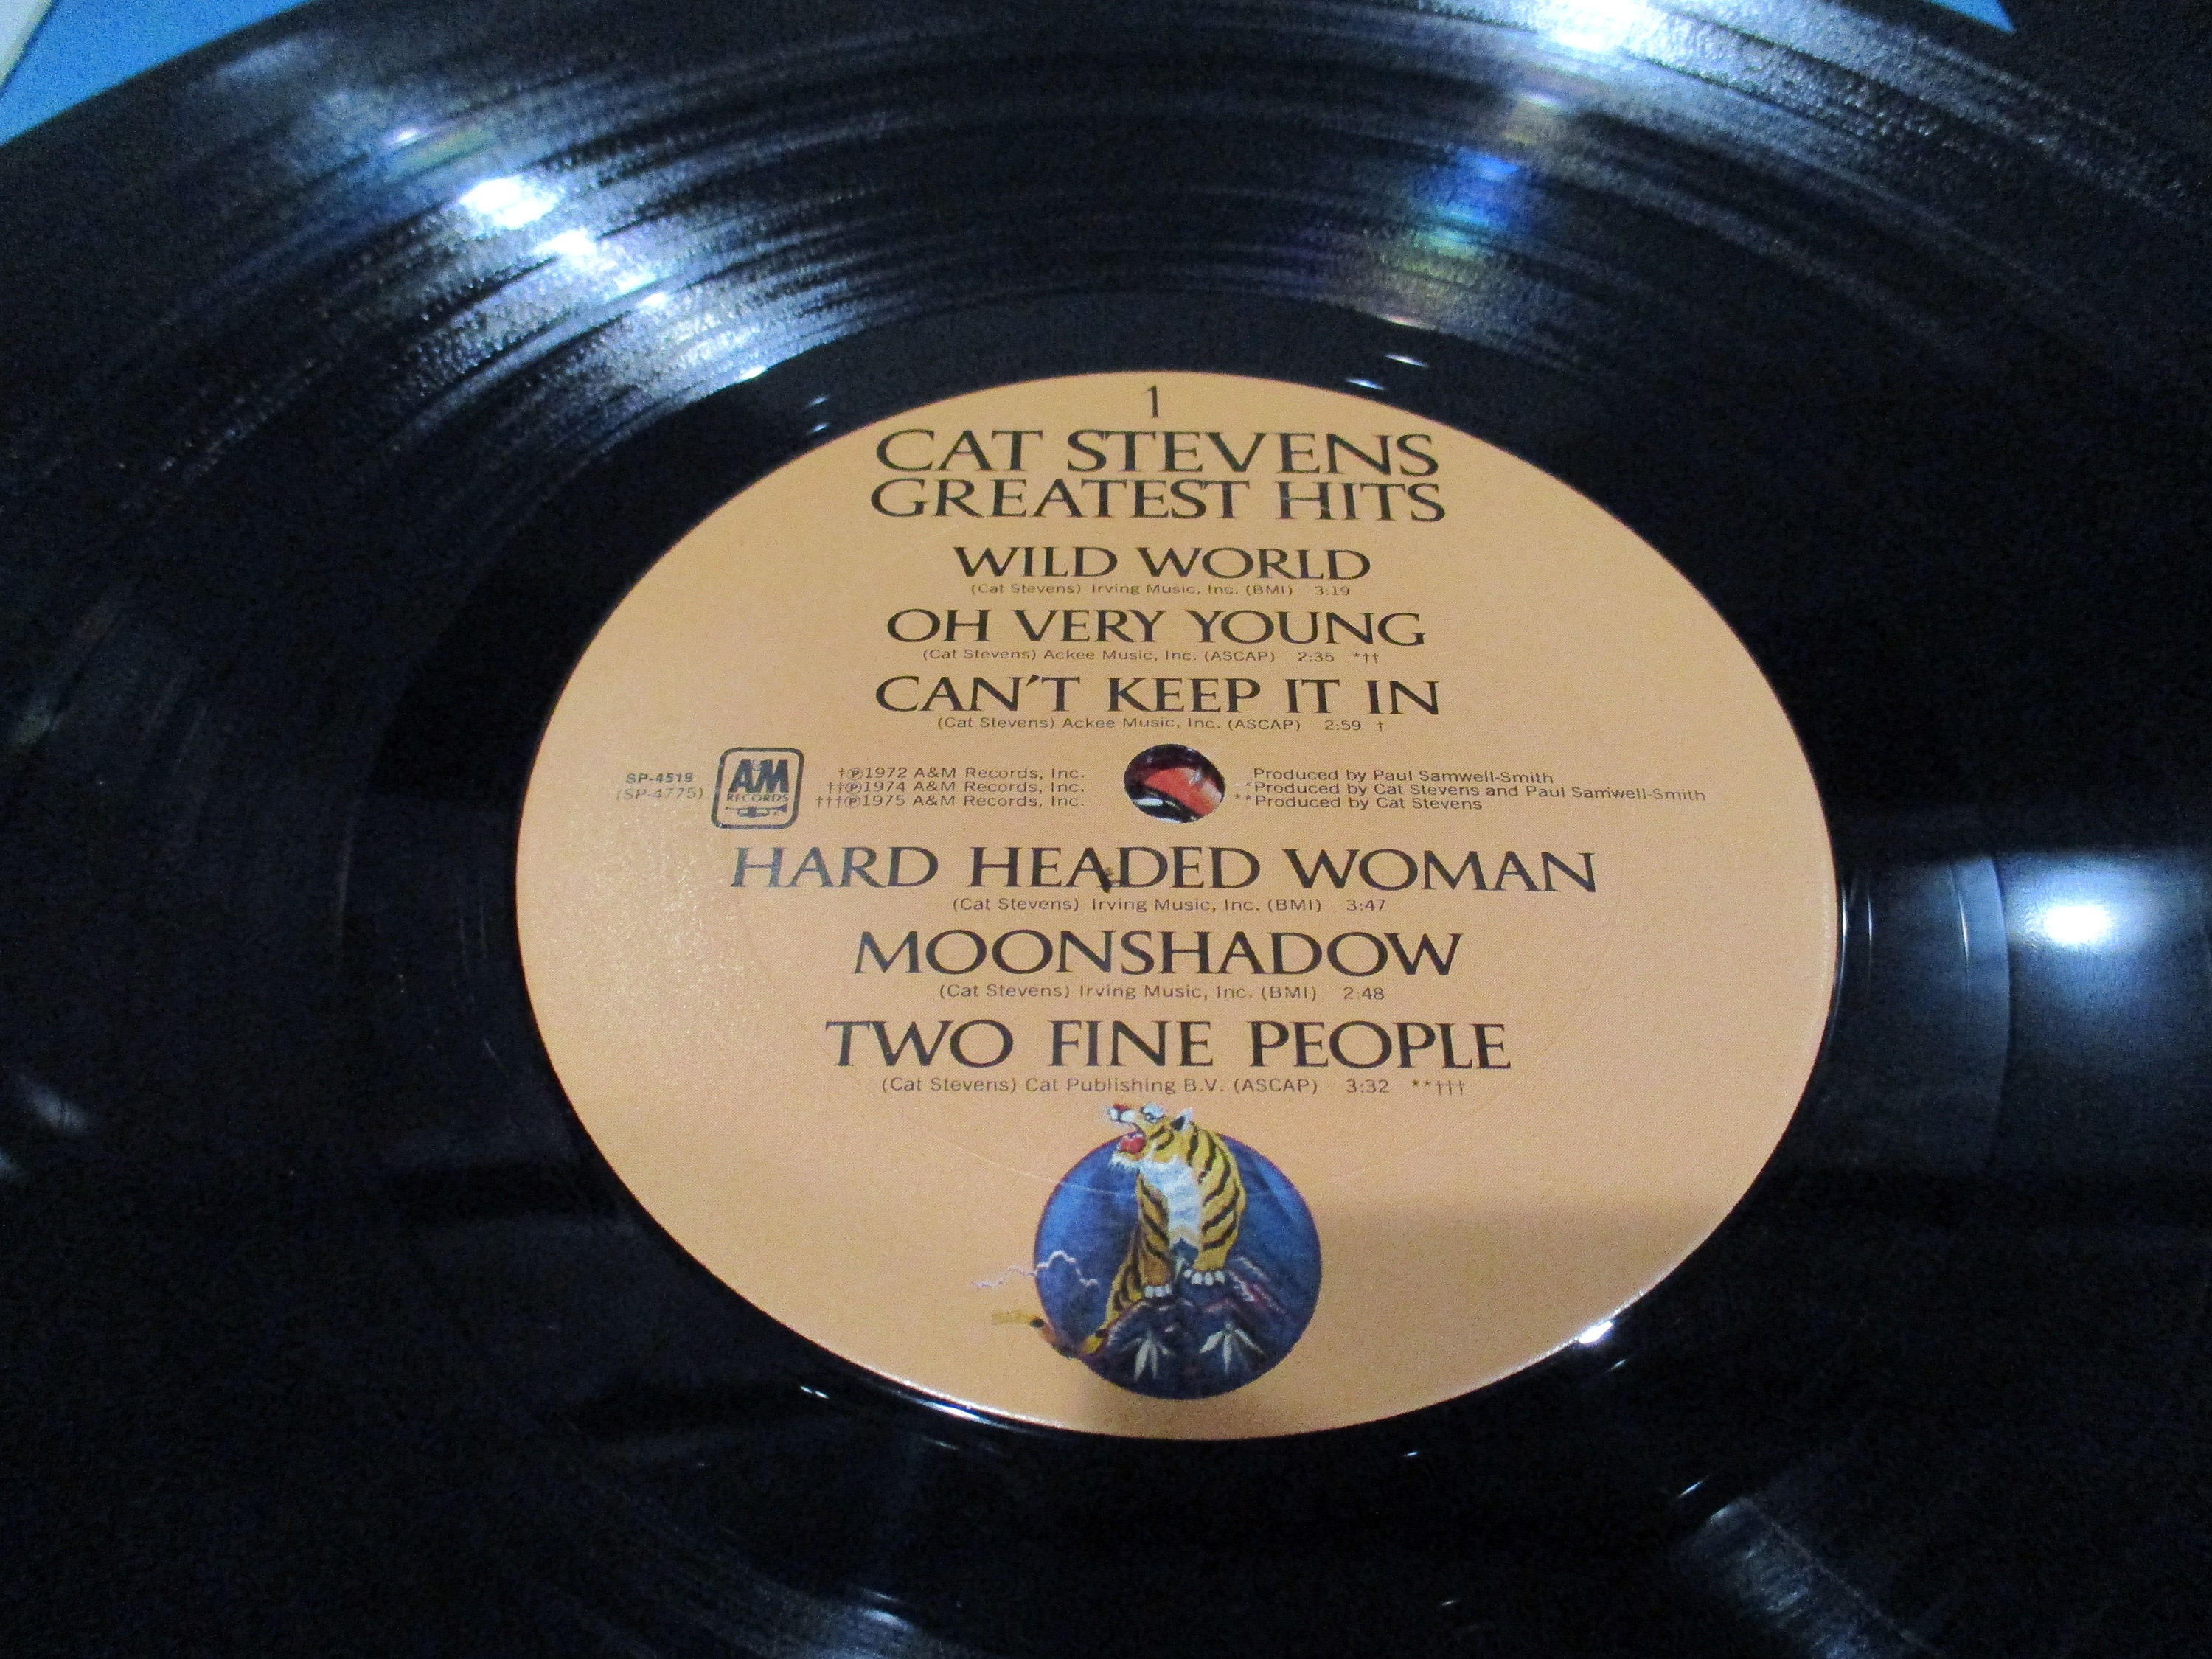 1
CAT STEVENS
GREATEST HITS
WILD WORLD
(Cat Stevens) Irving Music, Inc. (BMI) 3:19
OH VERY YOUNG
(Cat Stevens) Ackee Music, Inc. (ASCAP) 2:35 *††
CAN'T KEEP IT IN
(Cat Stevens) Ackee Music, Inc. (ASCAP) 2:59 †
SP-4519
(SP-4775)
A&M
RECORDS
†℗1972 A&M Records, Inc.
††℗1974 A&M Records, Inc.
†††℗1975 A&M Records, Inc.
Produced by Paul Samwell-Smith
*Produced by Cat Stevens and Paul Samwell-Smith
**Produced by Cat Stevens
HARD HEADED WOMAN
(Cat Stevens) Irving Music, Inc. (BMI) 3:47
MOONSHADOW
(Cat Stevens) Irving Music, Inc. (BMI) 2:48
TWO FINE PEOPLE
(Cat Stevens) Cat Publishing B.V. (ASCAP) 3:32 **†††